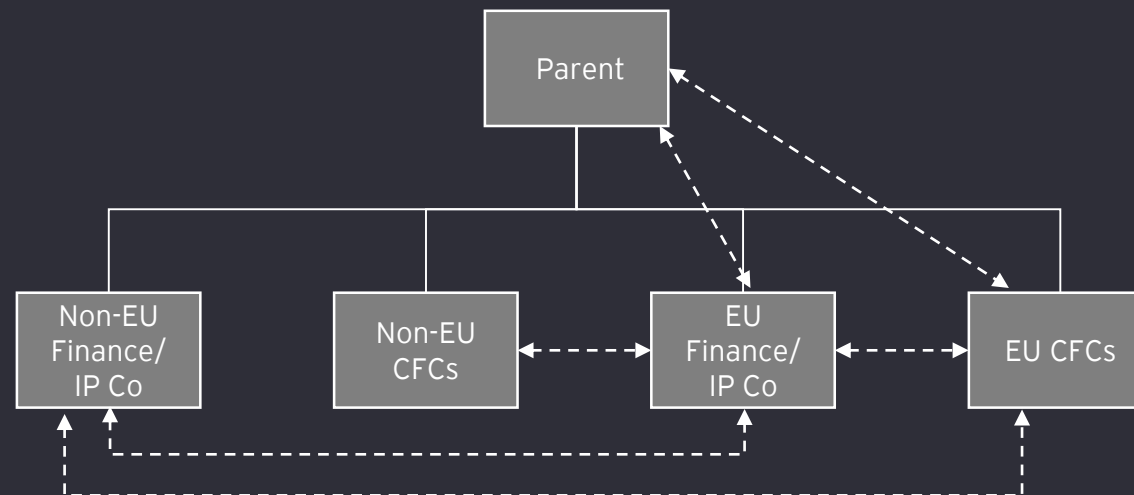 Parent
Non-EU
Finance/
IP Co
Non-EU
CFCs
EU
Finance/
IP Co
EU CFCs